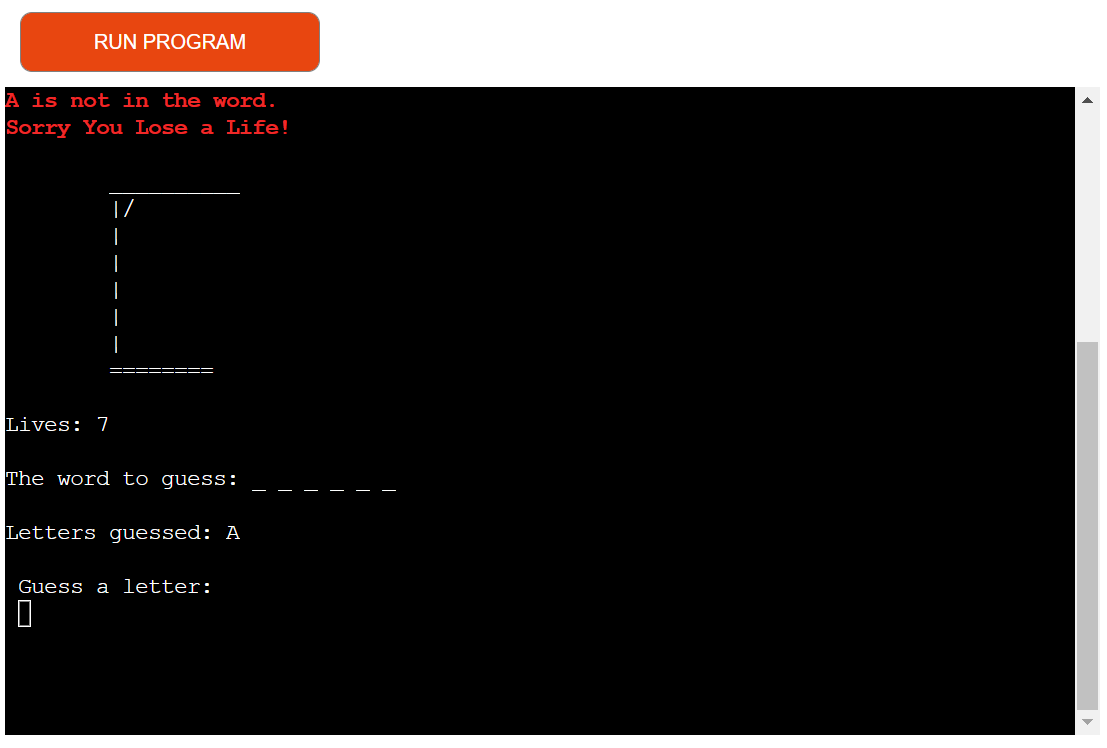 RUN PROGRAM
A is not in the word.
Sorry You Lose a Life!
__________
|/
|
|
|
|
|
========
Lives: 7
The word to guess: _ _ _ _ _ _
Letters guessed: A
Guess a letter: